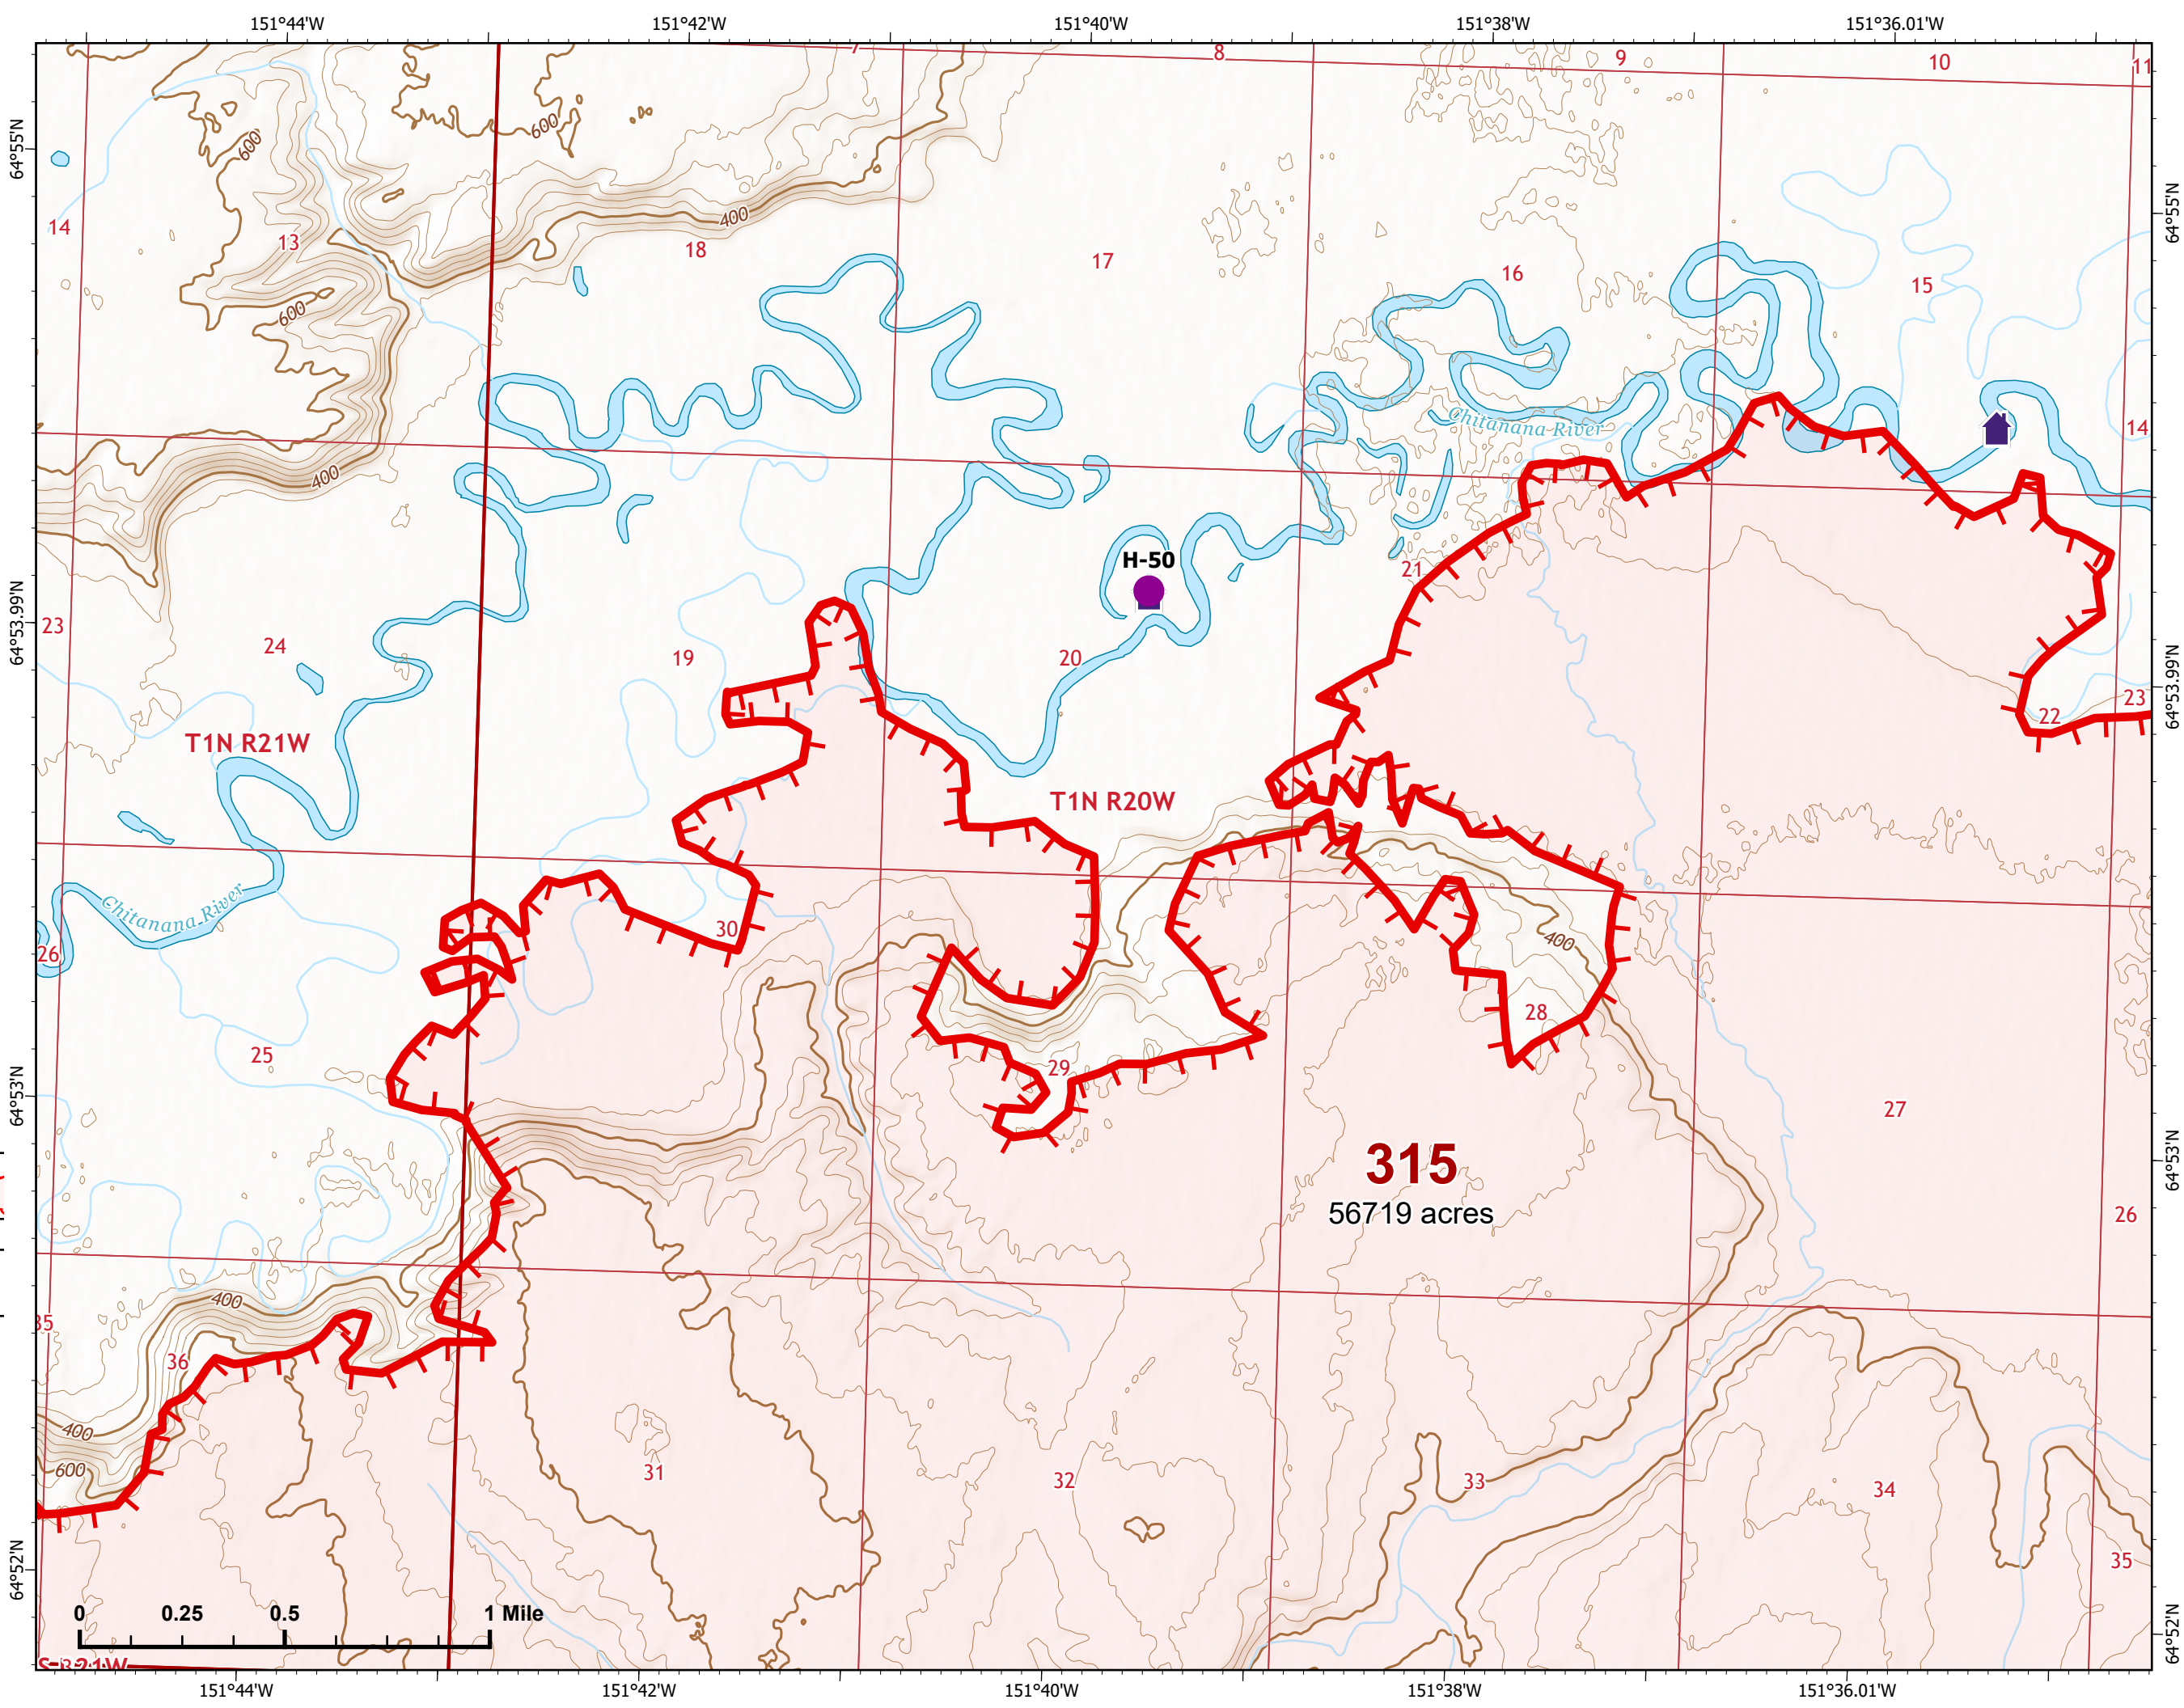 151°44'W 151°42'W 151°40'W 151°38'W 151°36.01'W
7 8 9 10 11
64°55'N 600 600
14 13 400 18 17 16 15 64°55'N
600
Chitanana River 14
400
H-50
64°53.99'N 23 24 19 20 21
T1N R21W 22 23 64°53.99'N
T1N R20W
Chitanana River
26 30 400
25 29 28
64°53'N 27
315
56719 acres 26 64°53'N
400
35 36
400
600 31 32 33 34
64°52'N 35
0 0.25 0.5 1 Mile 64°52'N
S R21W
151°44'W 151°42'W 151°40'W 151°38'W 151°36.01'W